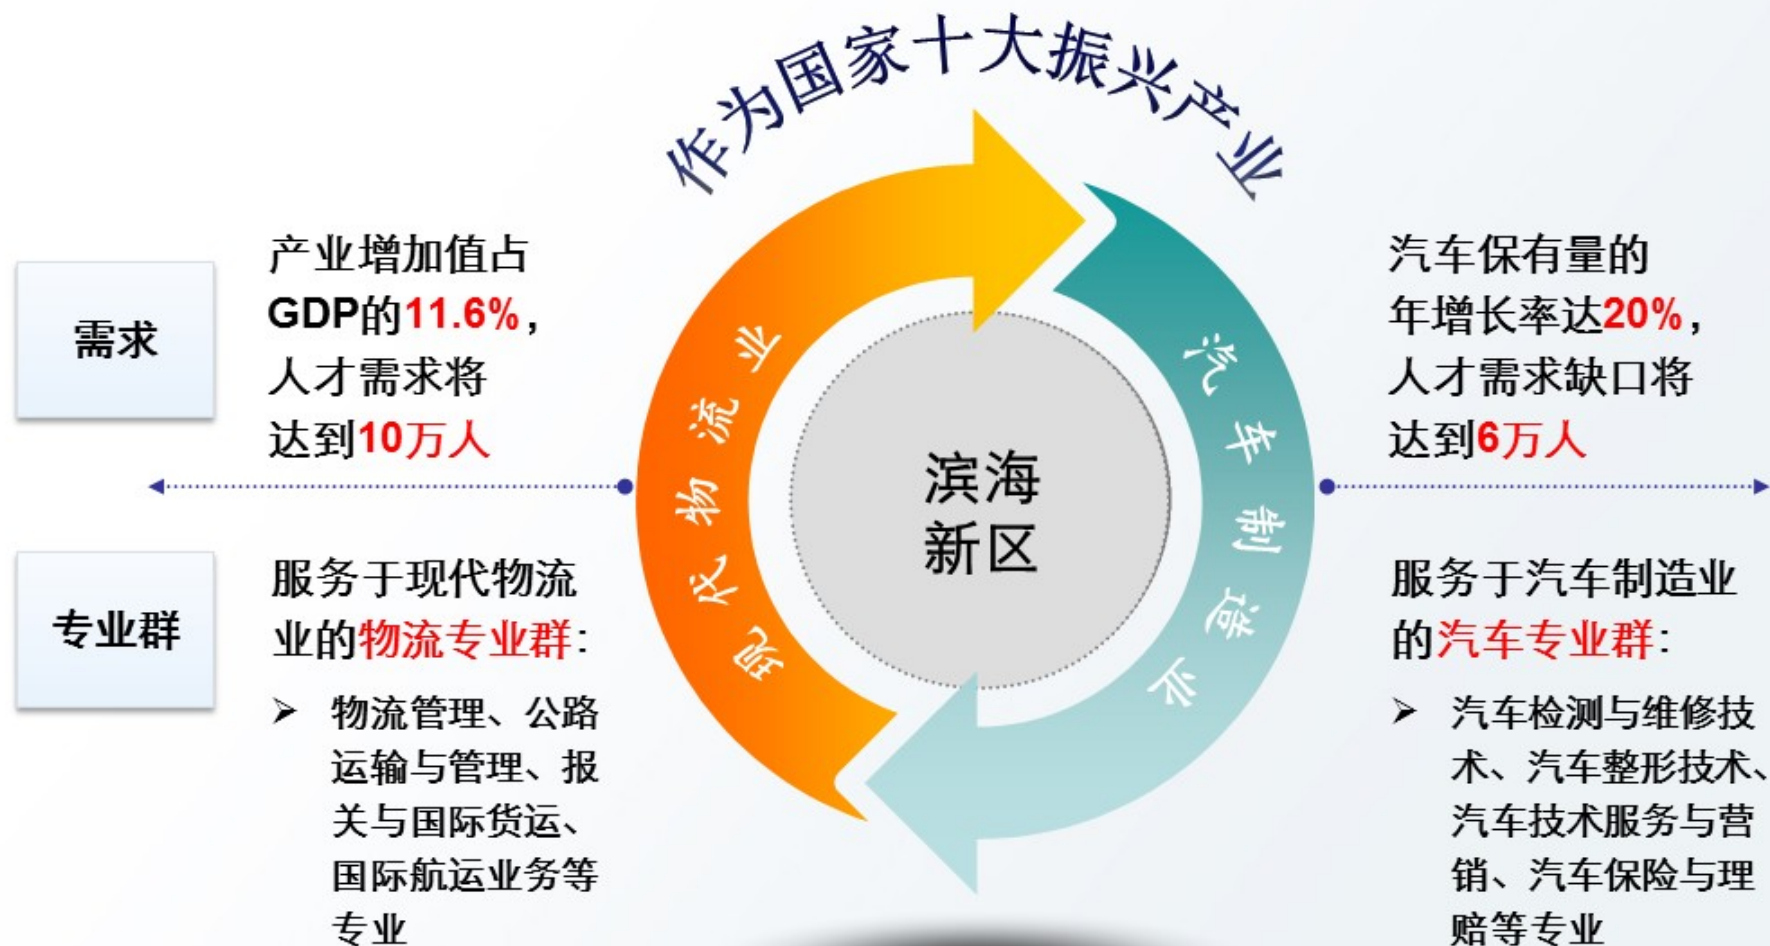 作为国家十大振兴产业
需求
产业增加值占
GDP的11.6%，
人才需求将
达到10万人
现代物流业
滨海
新区
汽车制造业
汽车保有量的
年增长率达20%，
人才需求缺口将
达到6万人
专业群
服务于现代物流
业的物流专业群：
➢ 物流管理、公路
运输与管理、报
关与国际货运、
国际航运业务等
专业
服务于汽车制造业
的汽车专业群：
➢ 汽车检测与维修技
术、汽车整形技术、
汽车技术服务与营
销、汽车保险与理
赔等专业